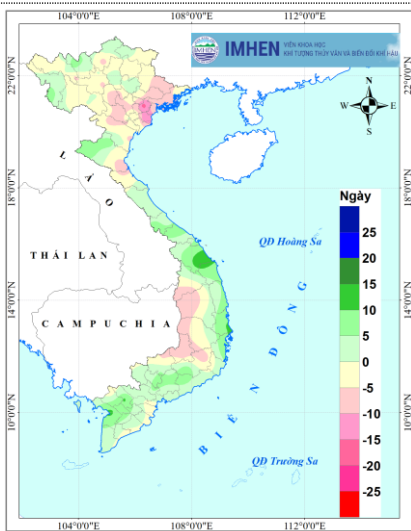 104°0'0"E
108°0'0"E
112°0'0"E
IMHEN
VIỆN KHOA HỌC
KHÍ TƯỢNG THỦY VĂN VÀ BIẾN ĐỔI KHÍ HẬU
22°0'0"N
22°0'0"N
N
W
E
S
LÀO
18°0'0"N
18°0'0"N
Ngày
25
20
15
10
5
0
-5
-10
-15
-20
-25
QĐ Hoàng Sa
THÁI LAN
14°0'0"N
14°0'0"N
CAMPUCHIA
BIỂN ĐÔNG
10°0'0"N
10°0'0"N
QĐ Trường Sa
104°0'0"E
108°0'0"E
112°0'0"E